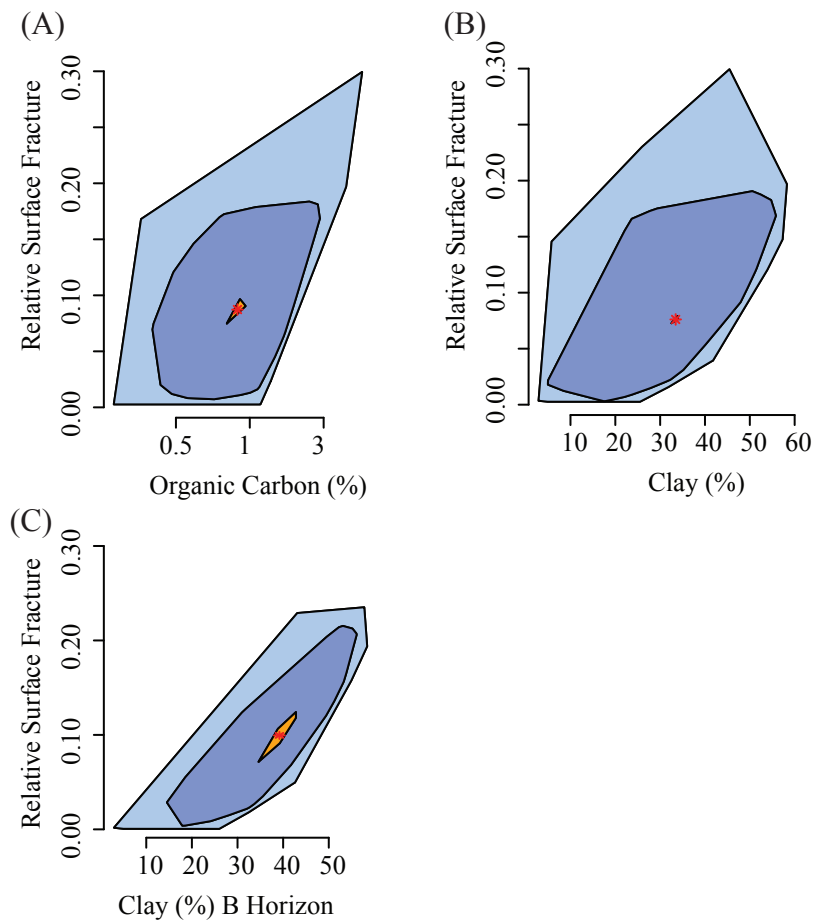 (A)
Relative Surface Fracture
0.00 0.10 0.20 0.30
0.5 1 3
Organic Carbon (%)
(B)
Relative Surface Fracture
0.00 0.10 0.20 0.30
10 20 30 40 50 60
Clay (%)
(C)
Relative Surface Fracture
0.00 0.10 0.20 0.30
10 20 30 40 50
Clay (%) B Horizon